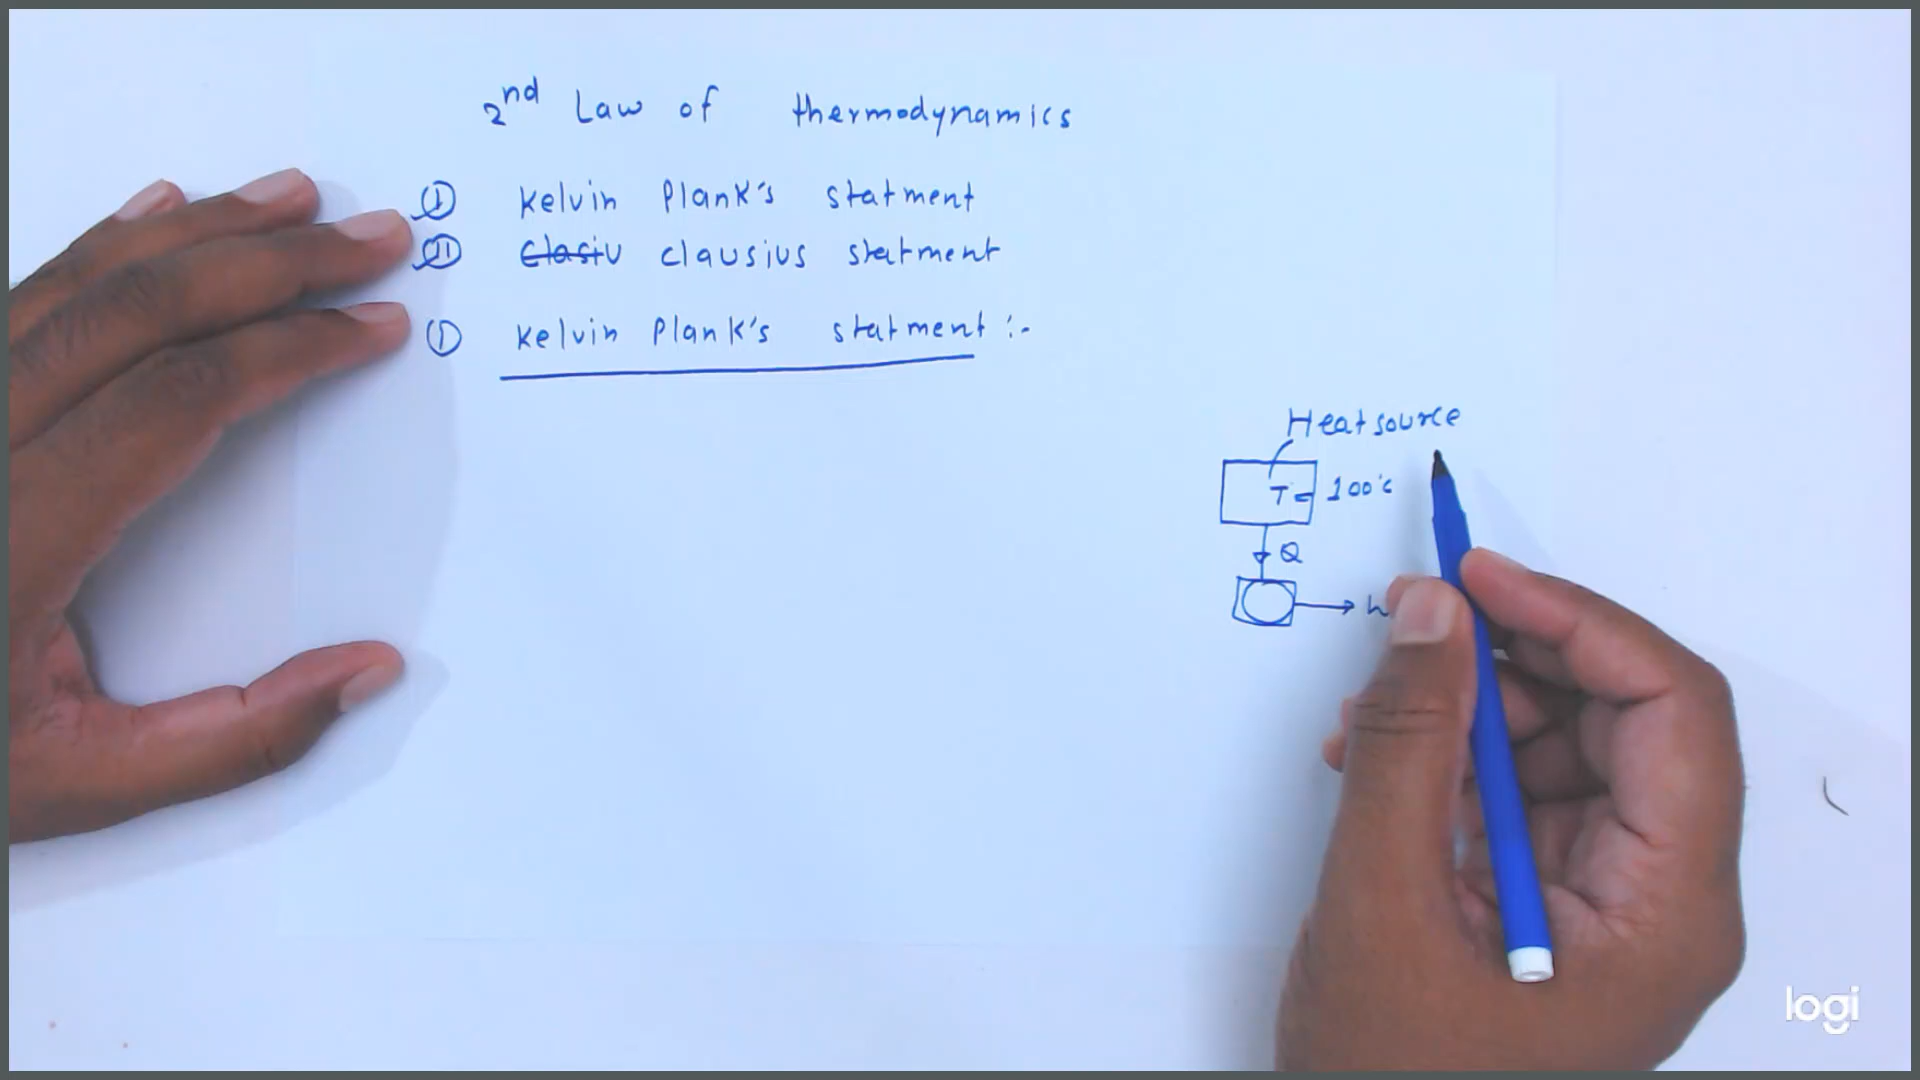 2nd Law of thermodynamics
① Kelvin Plank's statment
② Clasiu clausius statment
① Kelvin Plank's statment :-
Heat source
T = 100°c
Q
logi